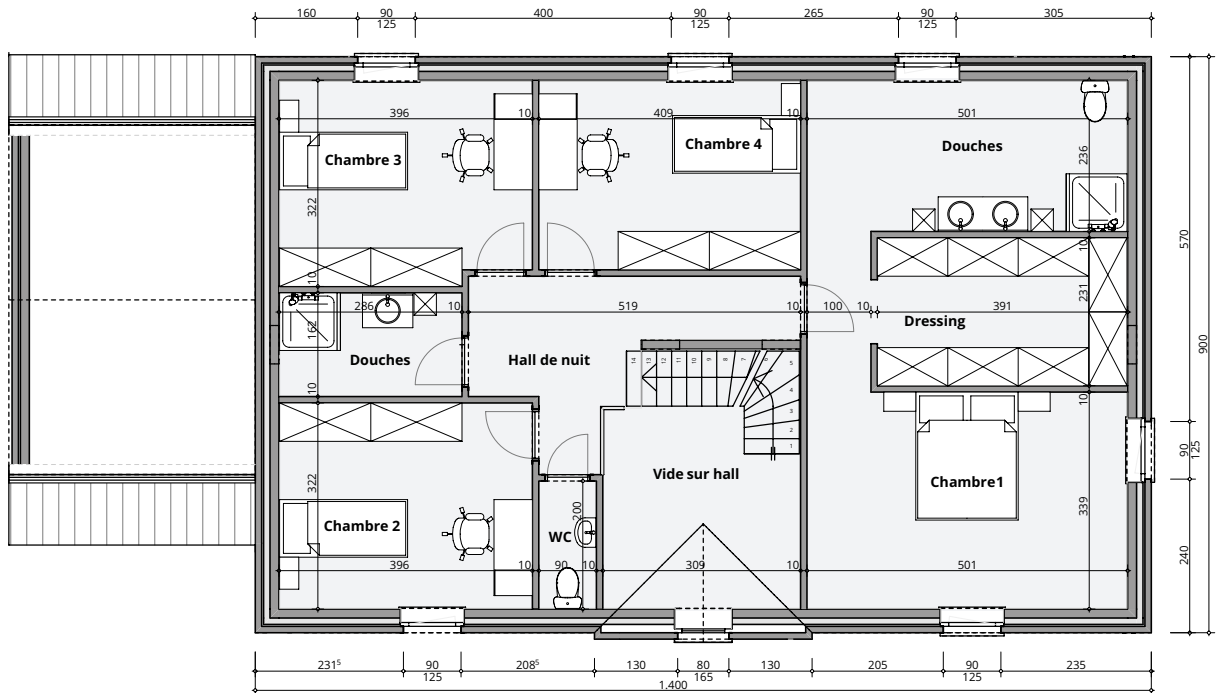 160 90 400 90 265 90 305
125 125 125
396 10 409 10 501
Chambre 3
Chambre 4
Douches
236
322
570
10 10
231
286 10 519 10 100 10 391
162
Dressing
900
Douches
Hall de nuit
14 13 12 11 10 9 8 7 6 5
4
3
2
1
10 10
90
125
Vide sur hall
Chambre1
322
200
339
Chambre 2
WC
240
396 10 90 10 309 10 501
231⁵ 90 208⁵ 130 80 130 205 90 235
125 165 125
1.400